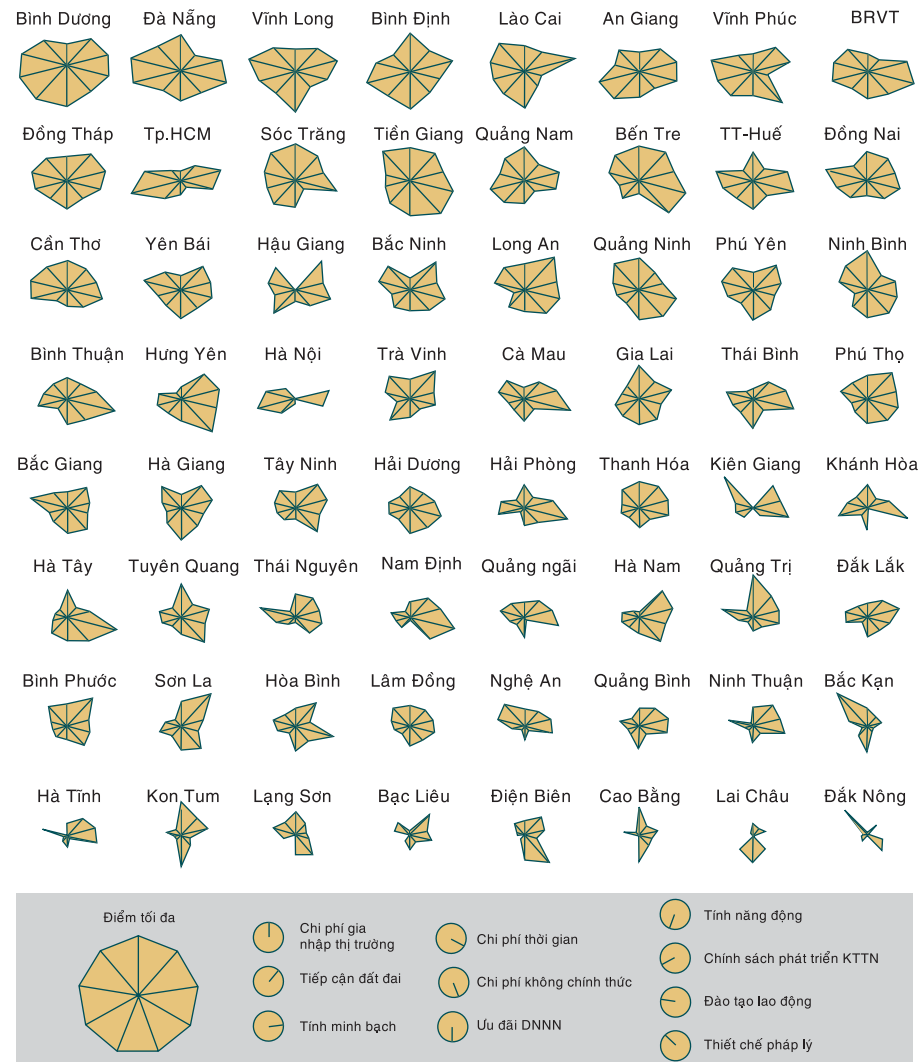 Bình Dương Đà Nẵng Vĩnh Long Bình Định Lào Cai An Giang Vĩnh Phúc BRVT
Đồng Tháp Tp.HCM Sóc Trăng Tiền Giang Quảng Nam Bến Tre TT-Huế Đồng Nai
Cần Thơ Yên Bái Hậu Giang Bắc Ninh Long An Quảng Ninh Phú Yên Ninh Bình
Bình Thuận Hưng Yên Hà Nội Trà Vinh Cà Mau Gia Lai Thái Bình Phú Thọ
Bắc Giang Hà Giang Tây Ninh Hải Dương Hải Phòng Thanh Hóa Kiên Giang Khánh Hòa
Hà Tây Tuyên Quang Thái Nguyên Nam Định Quảng ngãi Hà Nam Quảng Trị Đắk Lắk
Bình Phước Sơn La Hòa Bình Lâm Đồng Nghệ An Quảng Bình Ninh Thuận Bắc Kạn
Hà Tĩnh Kon Tum Lạng Sơn Bạc Liêu Điện Biên Cao Bằng Lai Châu Đắk Nông
Điểm tối đa
Chi phí gia
nhập thị trường
Tiếp cận đất đai
Tính minh bạch
Chi phí thời gian
Chi phí không chính thức
Ưu đãi DNNN
Tính năng động
Chính sách phát triển KTTN
Đào tạo lao động
Thiết chế pháp lý